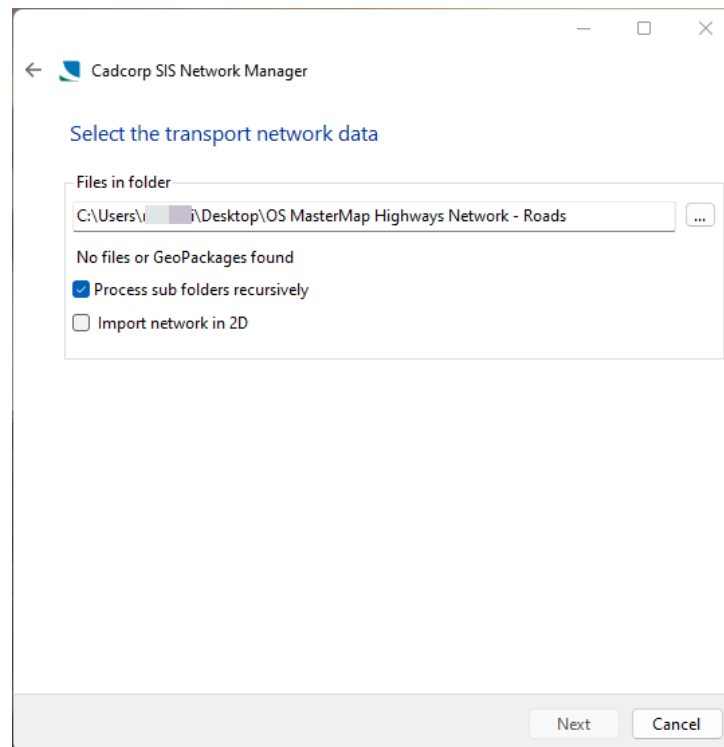 Cadcorp SIS Network Manager
Select the transport network data
Files in folder
C:\Users\ i\Desktop\OS MasterMap Highways Network - Roads
...
No files or GeoPackages found
Process sub folders recursively
Import network in 2D
Next Cancel